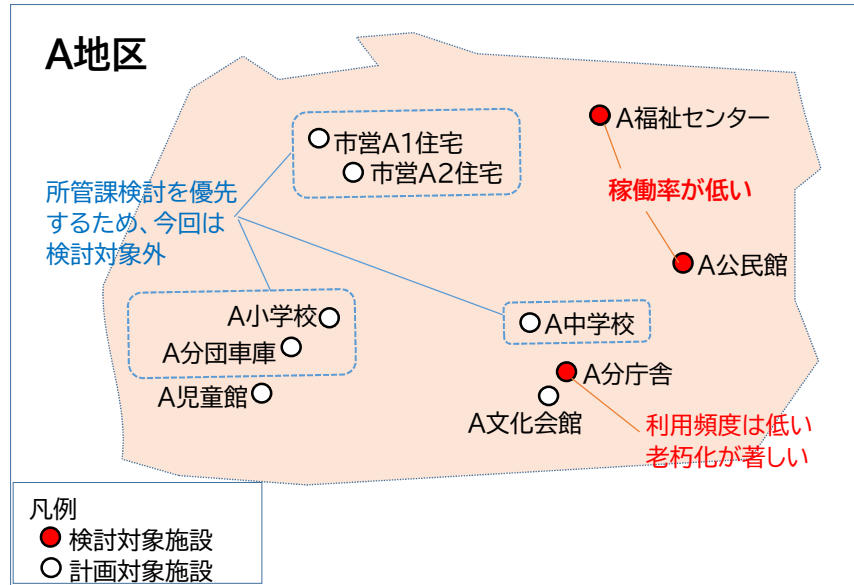 A地区
A福祉センター
市営A1住宅
市営A2住宅
稼働率が低い
所管課検討を優先
するため、今回は
検討対象外
A公民館
A小学校
A中学校
A分団車庫
A分庁舎
A児童館
A文化会館
利用頻度は低い
老朽化が著しい
凡例
検討対象施設
計画対象施設